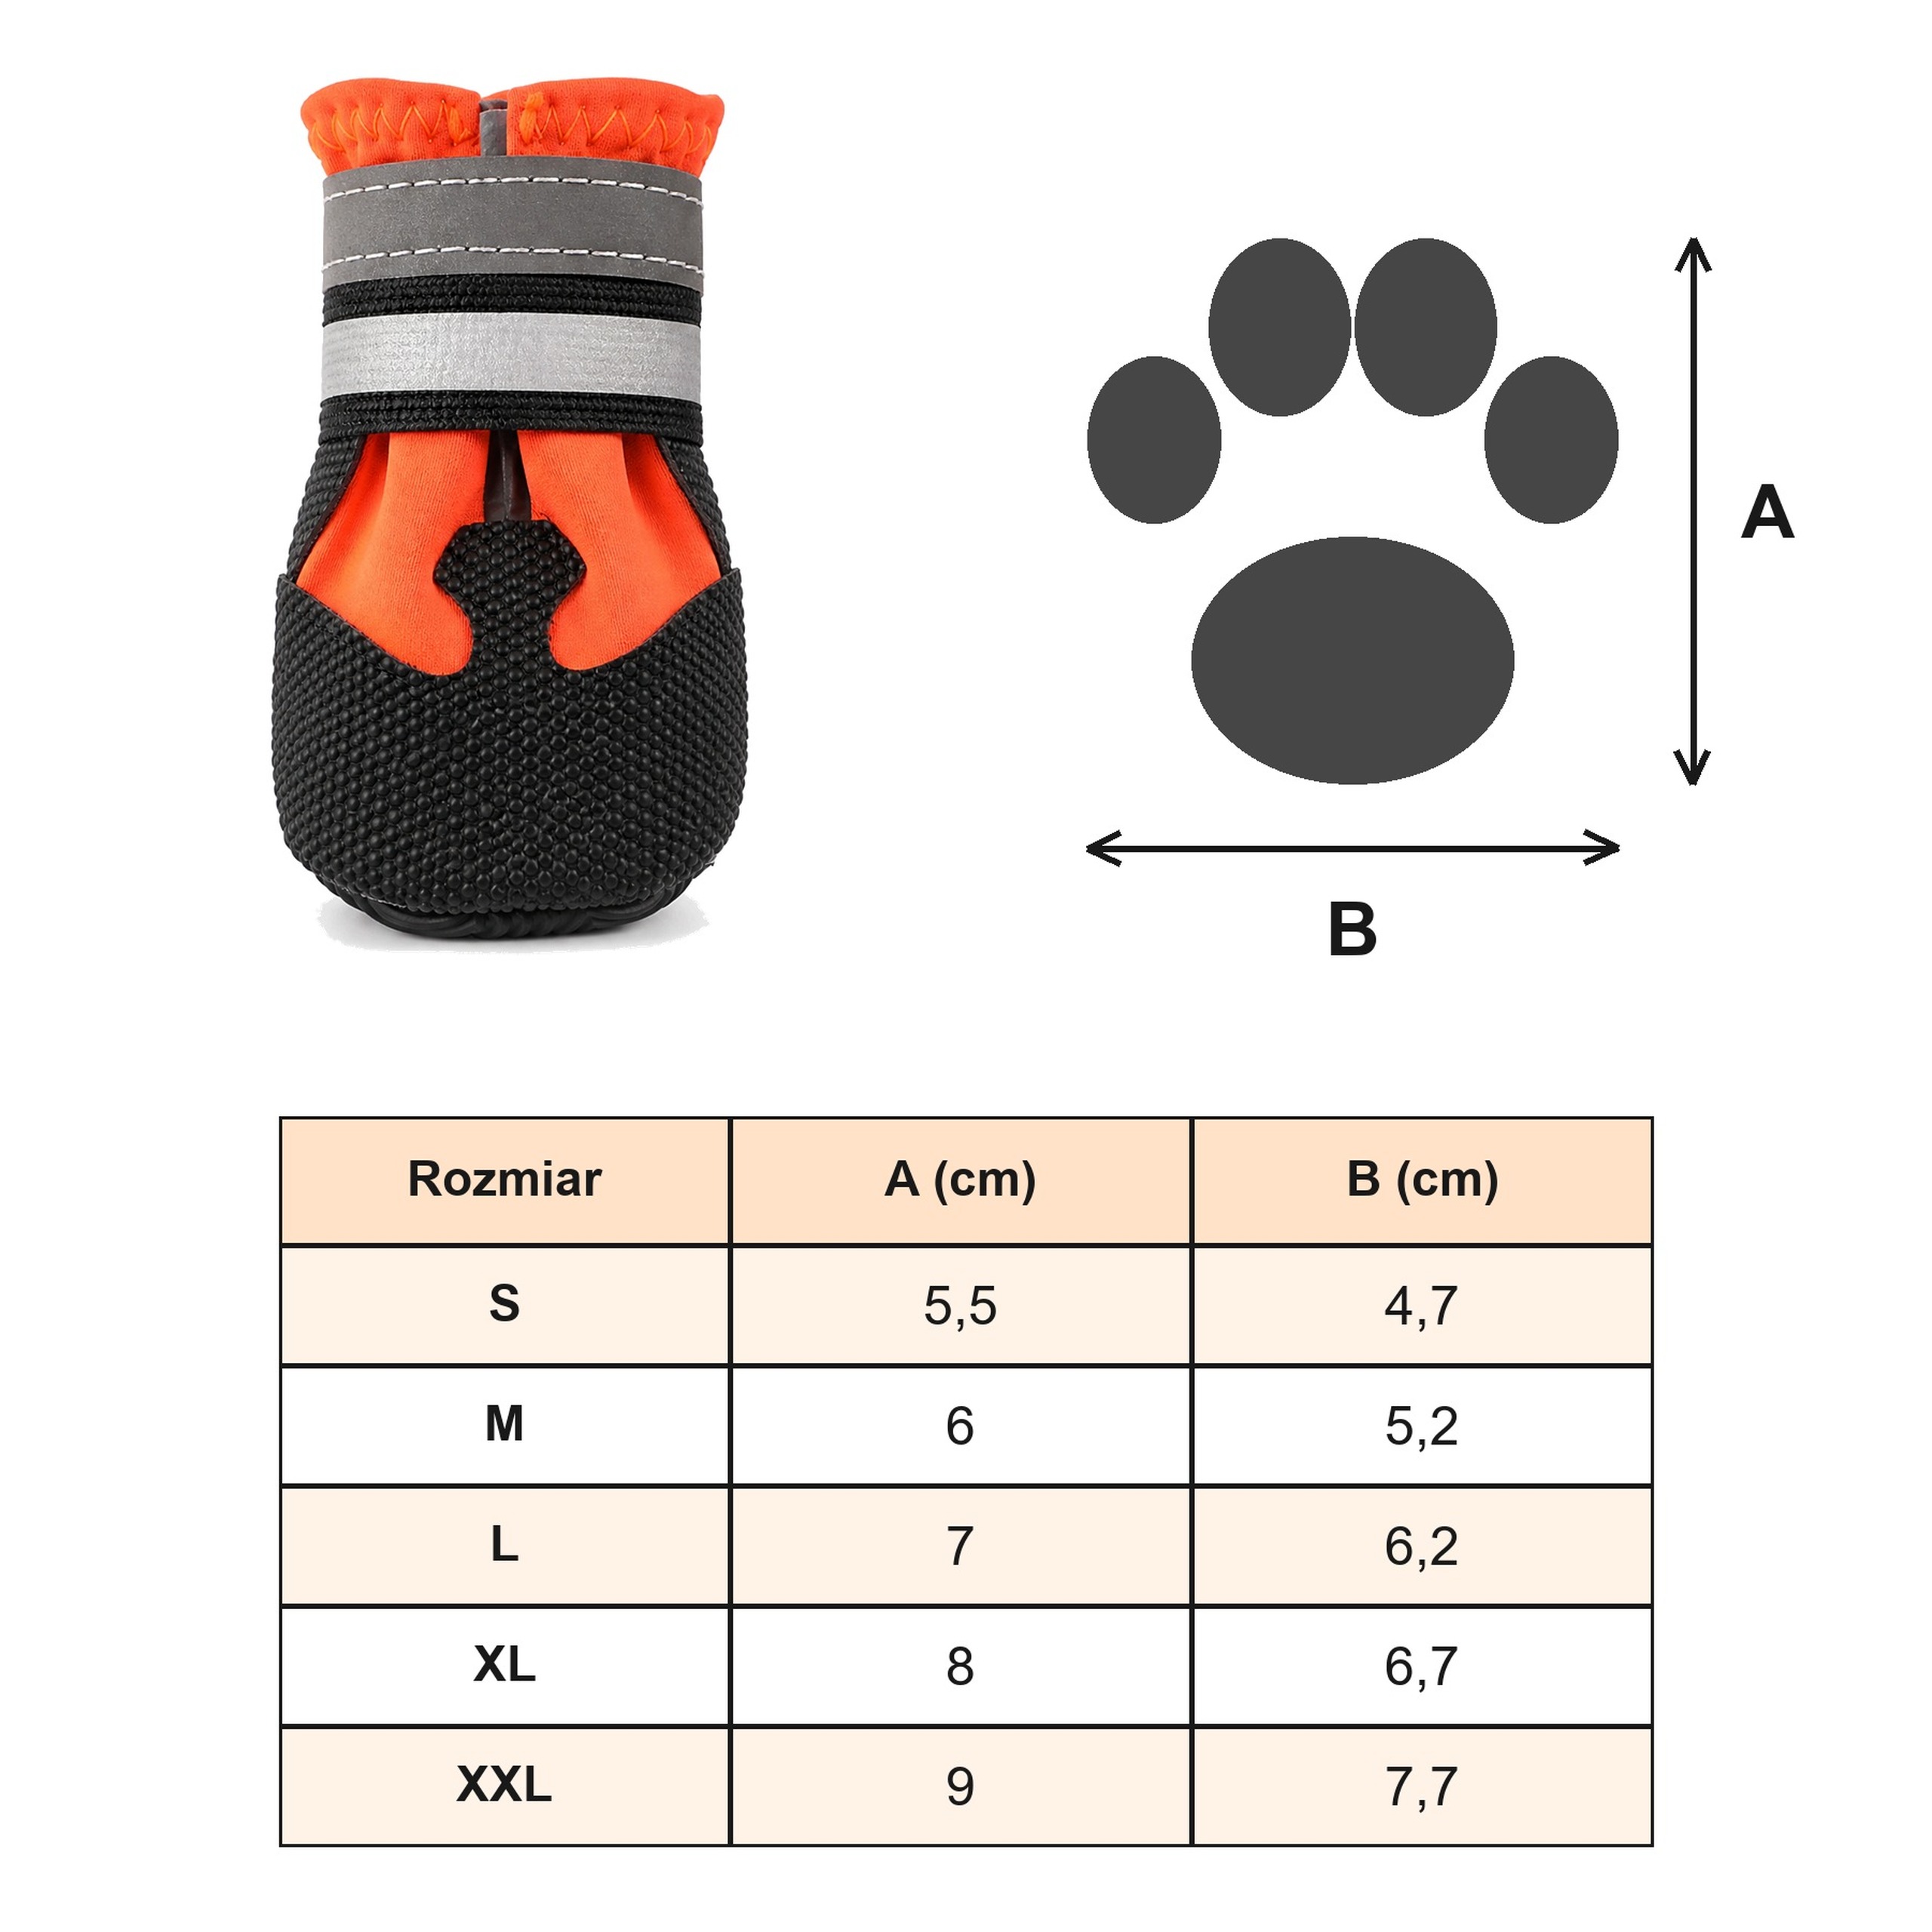 A
B
Rozmiar A (cm) B (cm)
S 5,5 4,7
M 6 5,2
L 7 6,2
XL 8 6,7
XXL 9 7,7